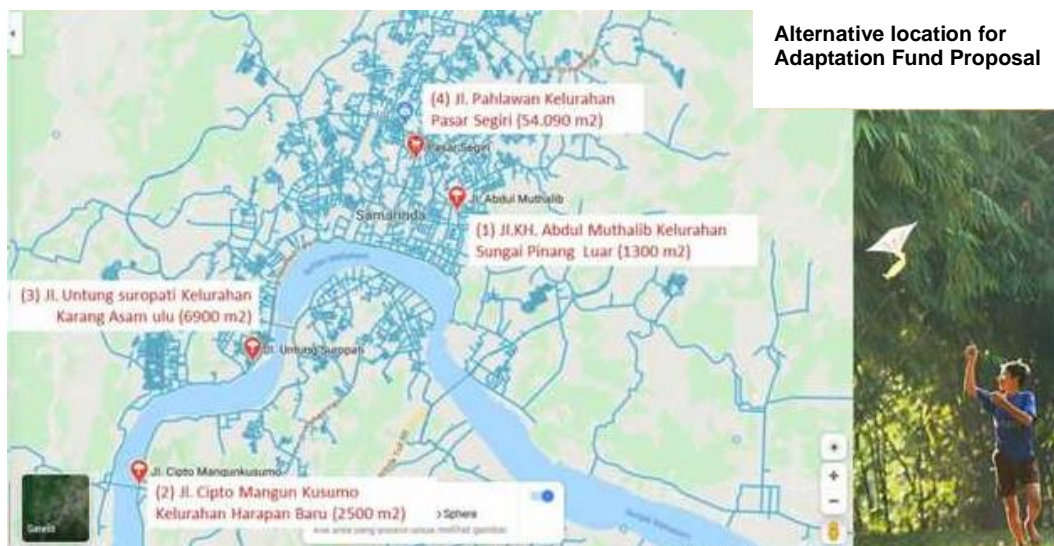 Alternative location for
Adaptation Fund Proposal
(4) Jl. Pahlawan Kelurahan
Pasar Segiri (54.090 m2)
Pasar Segiri
Jl. Abdul Muthalib
Samarinda
(1) Jl.KH. Abdul Muthalib Kelurahan
Sungai Pinang Luar (1300 m2)
(3) Jl. Untung suropati Kelurahan
Karang Asam ulu (6900 m2)
Jl. Untung Suropati
Jl. Cipto Mangunkusumo
(2) Jl. Cipto Mangun Kusumo
Kelurahan Harapan Baru (2500 m2)
> Sphere
Satelit